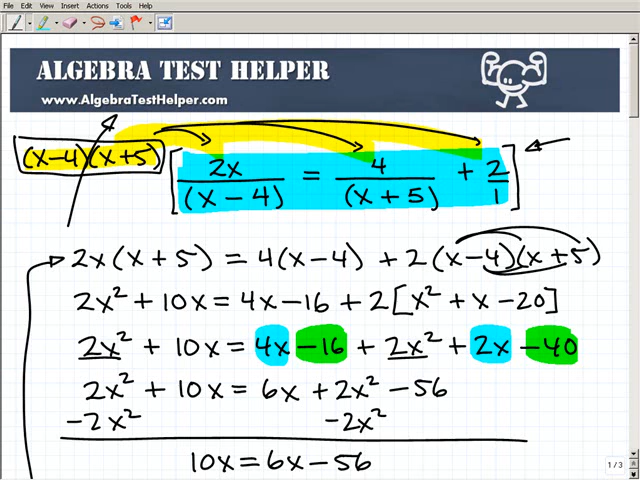 File Edit View Insert Actions Tools Help
ALGEBRA TEST HELPER
www.AlgebraTestHelper.com
(x-4)(x+5) [ 2x/(x-4) = 4/(x+5) + 2/1 ]
2x(x+5) = 4(x-4) + 2(x-4)(x+5)
2x² + 10x = 4x-16 + 2[x² + x -20]
2x² + 10x = 4x -16 + 2x² + 2x -40
2x² + 10x = 6x + 2x² -56
-2x² -2x²
10x = 6x - 56
1/3